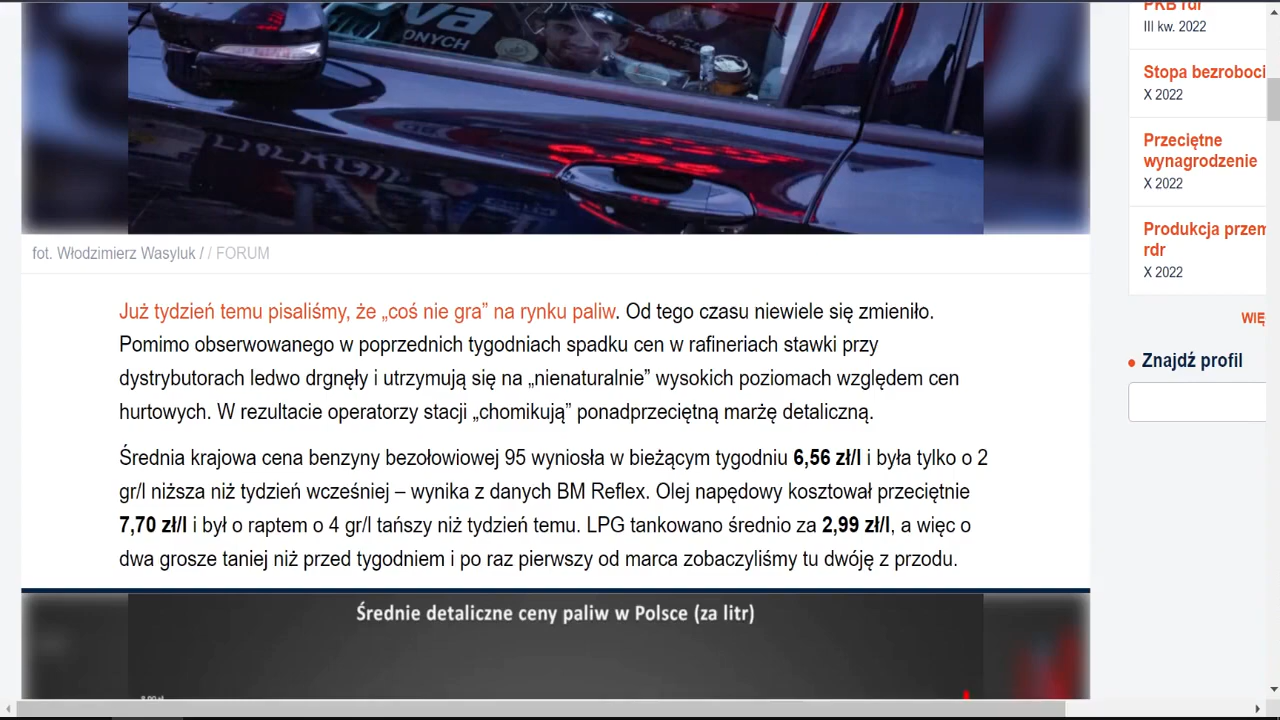 va
ONYCH
fot. Włodzimierz Wasyluk / / FORUM
Już tydzień temu pisaliśmy, że „coś nie gra” na rynku paliw. Od tego czasu niewiele się zmieniło.
Pomimo obserwowanego w poprzednich tygodniach spadku cen w rafineriach stawki przy
dystrybutorach ledwo drgnęły i utrzymują się na „nienaturalnie” wysokich poziomach względem cen
hurtowych. W rezultacie operatorzy stacji „chomikują” ponadprzeciętną marżę detaliczną.
Średnia krajowa cena benzyny bezołowiowej 95 wyniosła w bieżącym tygodniu 6,56 zł/l i była tylko o 2
gr/l niższa niż tydzień wcześniej – wynika z danych BM Reflex. Olej napędowy kosztował przeciętnie
7,70 zł/l i był o raptem o 4 gr/l tańszy niż tydzień temu. LPG tankowano średnio za 2,99 zł/l, a więc o
dwa grosze taniej niż przed tygodniem i po raz pierwszy od marca zobaczyliśmy tu dwóję z przodu.
Średnie detaliczne ceny paliw w Polsce (za litr)
PKB rdr
III kw. 2022
Stopa bezroboci
X 2022
Przeciętne
wynagrodzenie
X 2022
Produkcja przem
rdr
X 2022
WIĘ
Znajdź profil